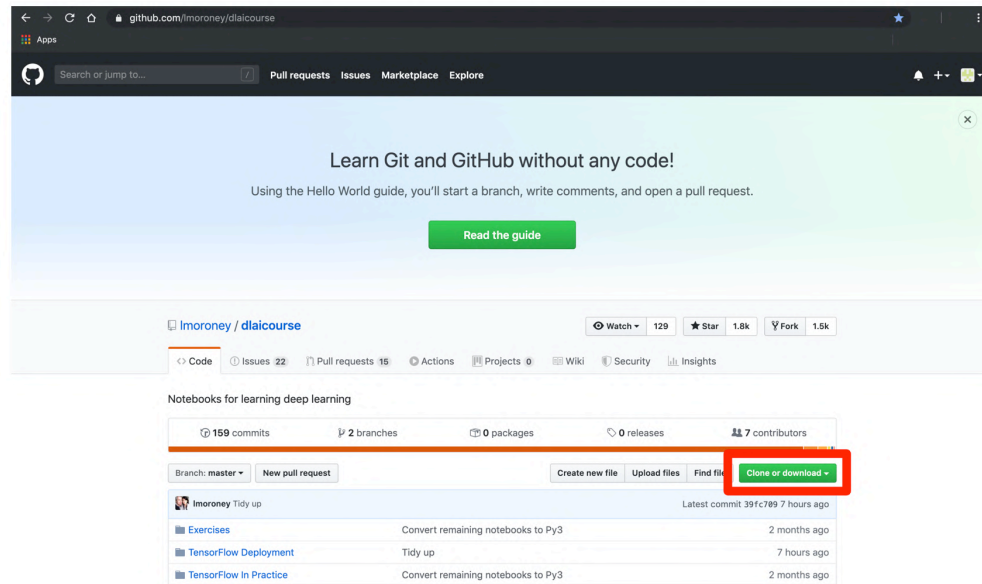 github.com/lmoroney/dlaicourse
Apps
Search or jump to... / Pull requests Issues Marketplace Explore
Learn Git and GitHub without any code!
Using the Hello World guide, you'll start a branch, write comments, and open a pull request.
Read the guide
lmoroney / dlaicourse Watch 129 Star 1.8k Fork 1.5k
Code Issues 22 Pull requests 15 Actions Projects 0 Wiki Security Insights
Notebooks for learning deep learning
159 commits 2 branches 0 packages 0 releases 7 contributors
Branch: master New pull request Create new file Upload files Find file Clone or download
lmoroney Tidy up Latest commit 39fc709 7 hours ago
Exercises Convert remaining notebooks to Py3 2 months ago
TensorFlow Deployment Tidy up 7 hours ago
TensorFlow In Practice Convert remaining notebooks to Py3 2 months ago